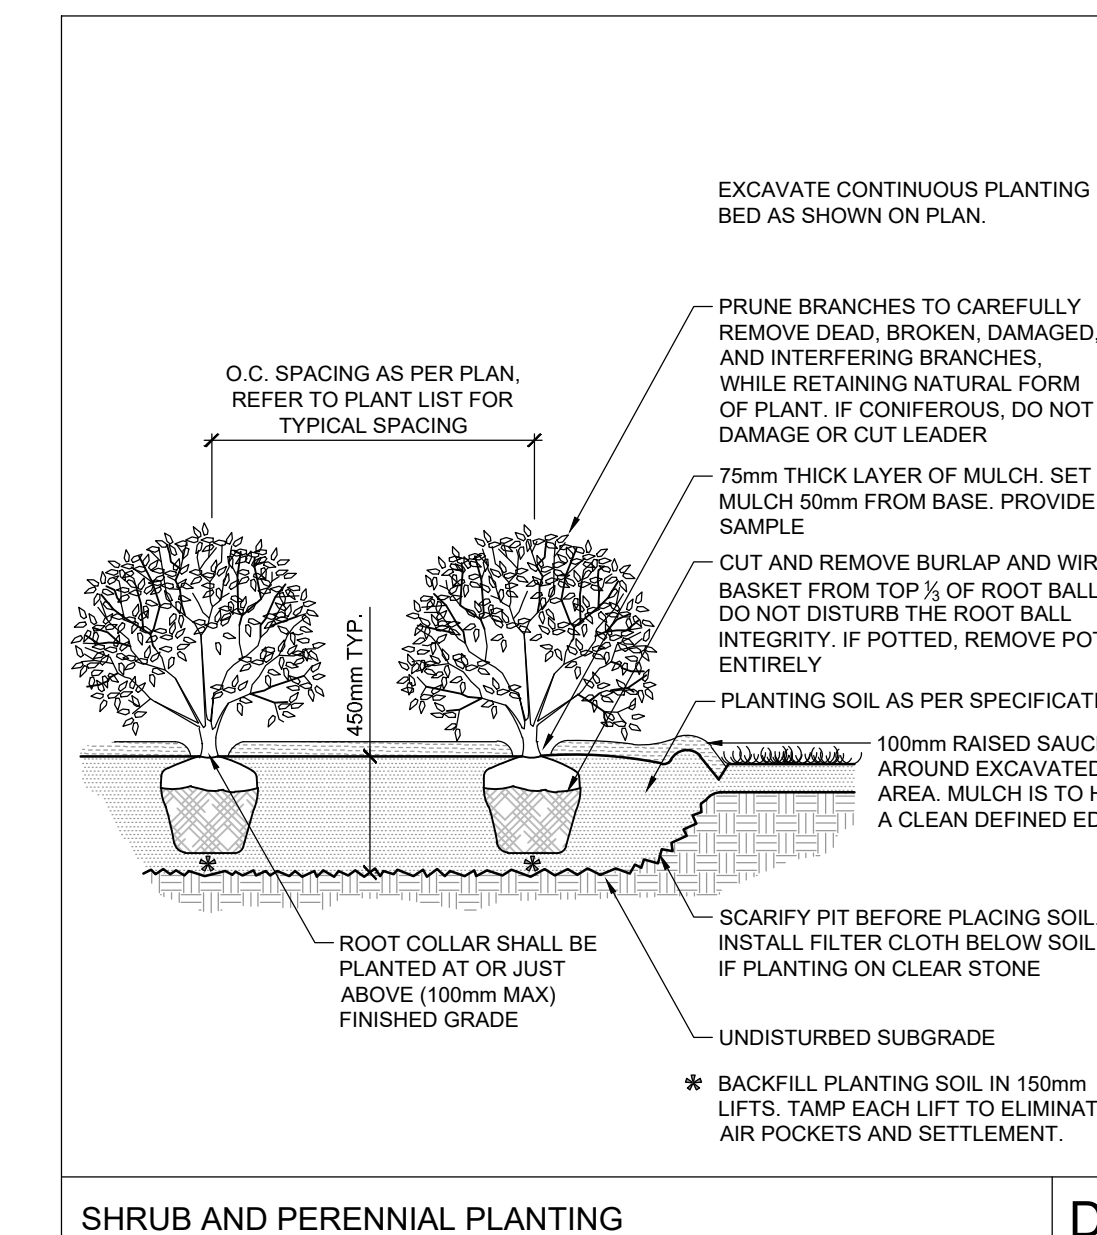 EXCAVATE CONTINUOUS PLANTING
BED AS SHOWN ON PLAN.
PRUNE BRANCHES TO CAREFULLY
REMOVE DEAD, BROKEN, DAMAGED,
AND INTERFERING BRANCHES,
WHILE RETAINING NATURAL FORM
OF PLANT. IF CONIFEROUS, DO NOT
DAMAGE OR CUT LEADER
O.C. SPACING AS PER PLAN,
REFER TO PLANT LIST FOR
TYPICAL SPACING
75mm THICK LAYER OF MULCH. SET
MULCH 50mm FROM BASE. PROVIDE
SAMPLE
CUT AND REMOVE BURLAP AND
BASKET FROM TOP ⅓ OF ROOT BALL
DO NOT DISTURB THE ROOT BALL
INTEGRITY. IF POTTED, REMOVE
ENTIRELY
450mm TYP.
PLANTING SOIL AS PER
100mm RAISED
AROUND EXCAVATED
AREA. MULCH IS TO
A CLEAN DEFINED
SCARIFY PIT BEFORE PLACING SOIL.
INSTALL FILTER CLOTH BELOW SOIL
IF PLANTING ON CLEAR STONE
ROOT COLLAR SHALL BE
PLANTED AT OR JUST
ABOVE (100mm MAX)
FINISHED GRADE
UNDISTURBED SUBGRADE
* BACKFILL PLANTING SOIL IN 150mm
LIFTS. TAMP EACH LIFT TO
AIR POCKETS AND SETTLEMENT.
SHRUB AND PERENNIAL PLANTING